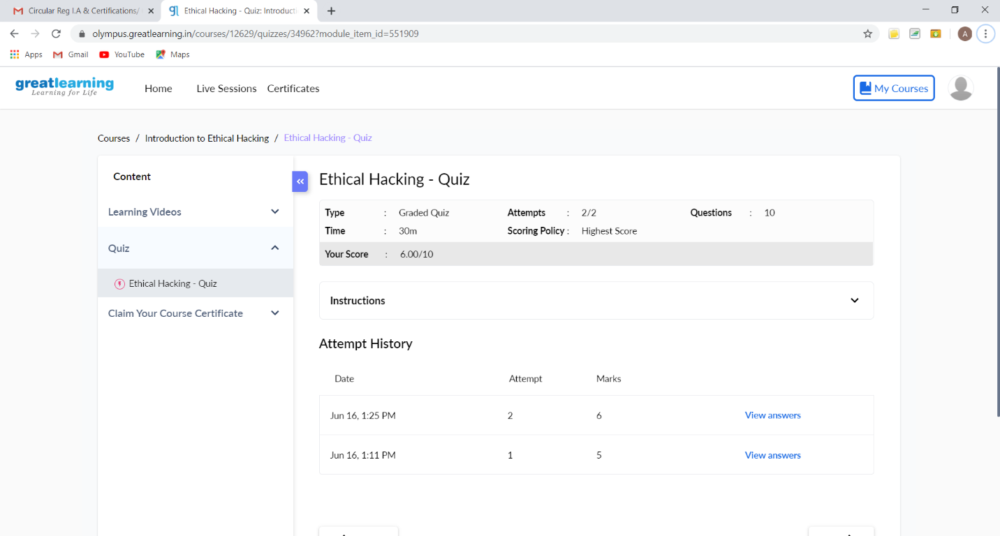 Circular Reg I.A & Certifications/
Ethical Hacking - Quiz: Introducti
olympus.greatlearning.in/courses/12629/quizzes/34962?module_item_id=551909
A
Apps Gmail YouTube Maps
greatlearning
Learning for Life
Home Live Sessions Certificates
My Courses
Courses / Introduction to Ethical Hacking / Ethical Hacking - Quiz
Content
Learning Videos
Quiz
Ethical Hacking - Quiz
Claim Your Course Certificate
Ethical Hacking - Quiz
Type : Graded Quiz Attempts : 2/2 Questions : 10
Time : 30m Scoring Policy : Highest Score
Your Score : 6.00/10
Instructions
Attempt History
Date Attempt Marks
Jun 16, 1:25 PM 2 6 View answers
Jun 16, 1:11 PM 1 5 View answers